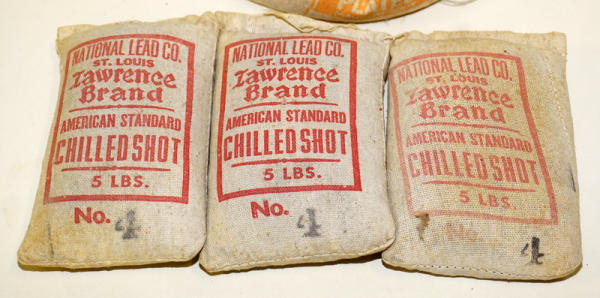 NATIONAL LEAD CO.
ST. LOUIS
Lawrence
Brand
AMERICAN STANDARD
CHILLED SHOT
5 LBS.
No. 4
NATIONAL LEAD CO.
ST. LOUIS
Lawrence
Brand
AMERICAN STANDARD
CHILLED SHOT
5 LBS.
No. 4
NATIONAL LEAD CO.
ST. LOUIS
Lawrence
Brand
AMERICAN STANDARD
CHILLED SHOT
5 LBS.
No. 4